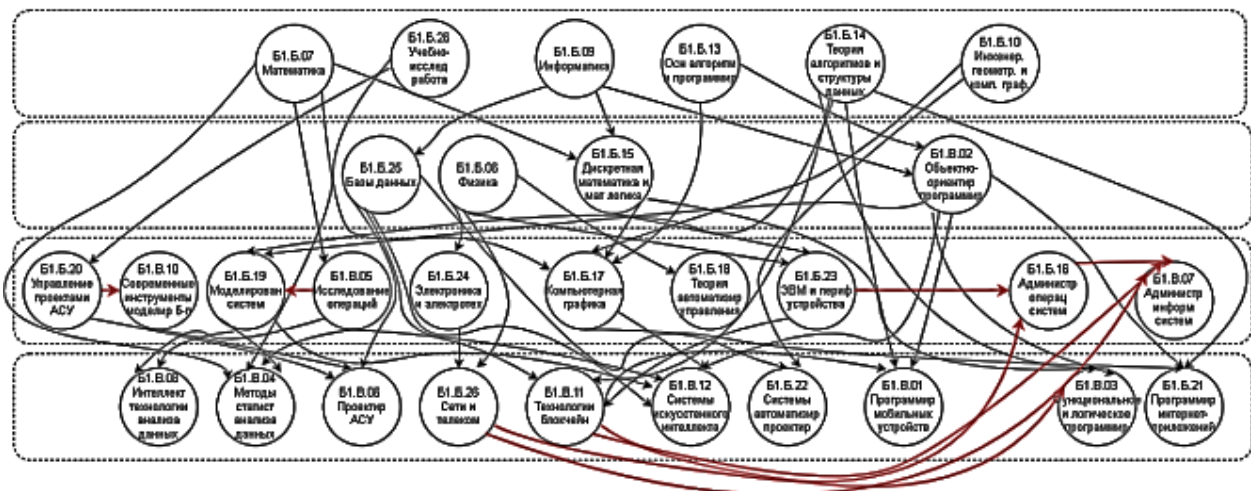 Б1.Б.07
Математика
Б1.Б.28
Учебно-
исслед
работа
Б1.Б.09
Информатика
Б1.Б.13
Осн алгоритм
и программир
Б1.Б.14
Теория
алгоритмов и
структуры
данных
Б1.Б.10
Инженер.
геометр. и
комп. граф.
Б1.Б.25
Базы данных
Б1.Б.06
Физика
Б1.Б.15
Дискретная
математика и
мат логика
Б1.В.02
Объектно-
ориентир
программир
Б1.Б.20
Управление
проектами
АСУ
Б1.В.10
Современные
инструменты
моделир Б-п
Б1.Б.19
Моделирован
систем
Б1.В.05
Исследование
операций
Б1.Б.24
Электроника
и электротех
Б1.Б.17
Компьютерная
графика
Б1.Б.18
Теория
автоматизир
управления
Б1.Б.23
ЭВМ и периф
устройства
Б1.Б.16
Администр
операц
систем
Б1.В.07
Администр
информ
систем
Б1.В.08
Интеллект
технологии
анализа
данных
Б1.В.04
Методы
статист
анализа
данных
Б1.В.06
Проектир
АСУ
Б1.Б.26
Сети и
телеком
Б1.В.11
Технологии
блокчейн
Б1.В.12
Системы
искусственного
интеллекта
Б1.Б.22
Системы
автоматизир
проектир
Б1.В.01
Программир
мобильных
устройств
Б1.В.03
Функциональное
и логическое
программир
Б1.Б.21
Программир
интернет-
приложений